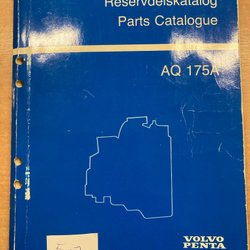 Reservdelskatalog
Parts Catalogue
AQ 175A
VOLVO
PENTA